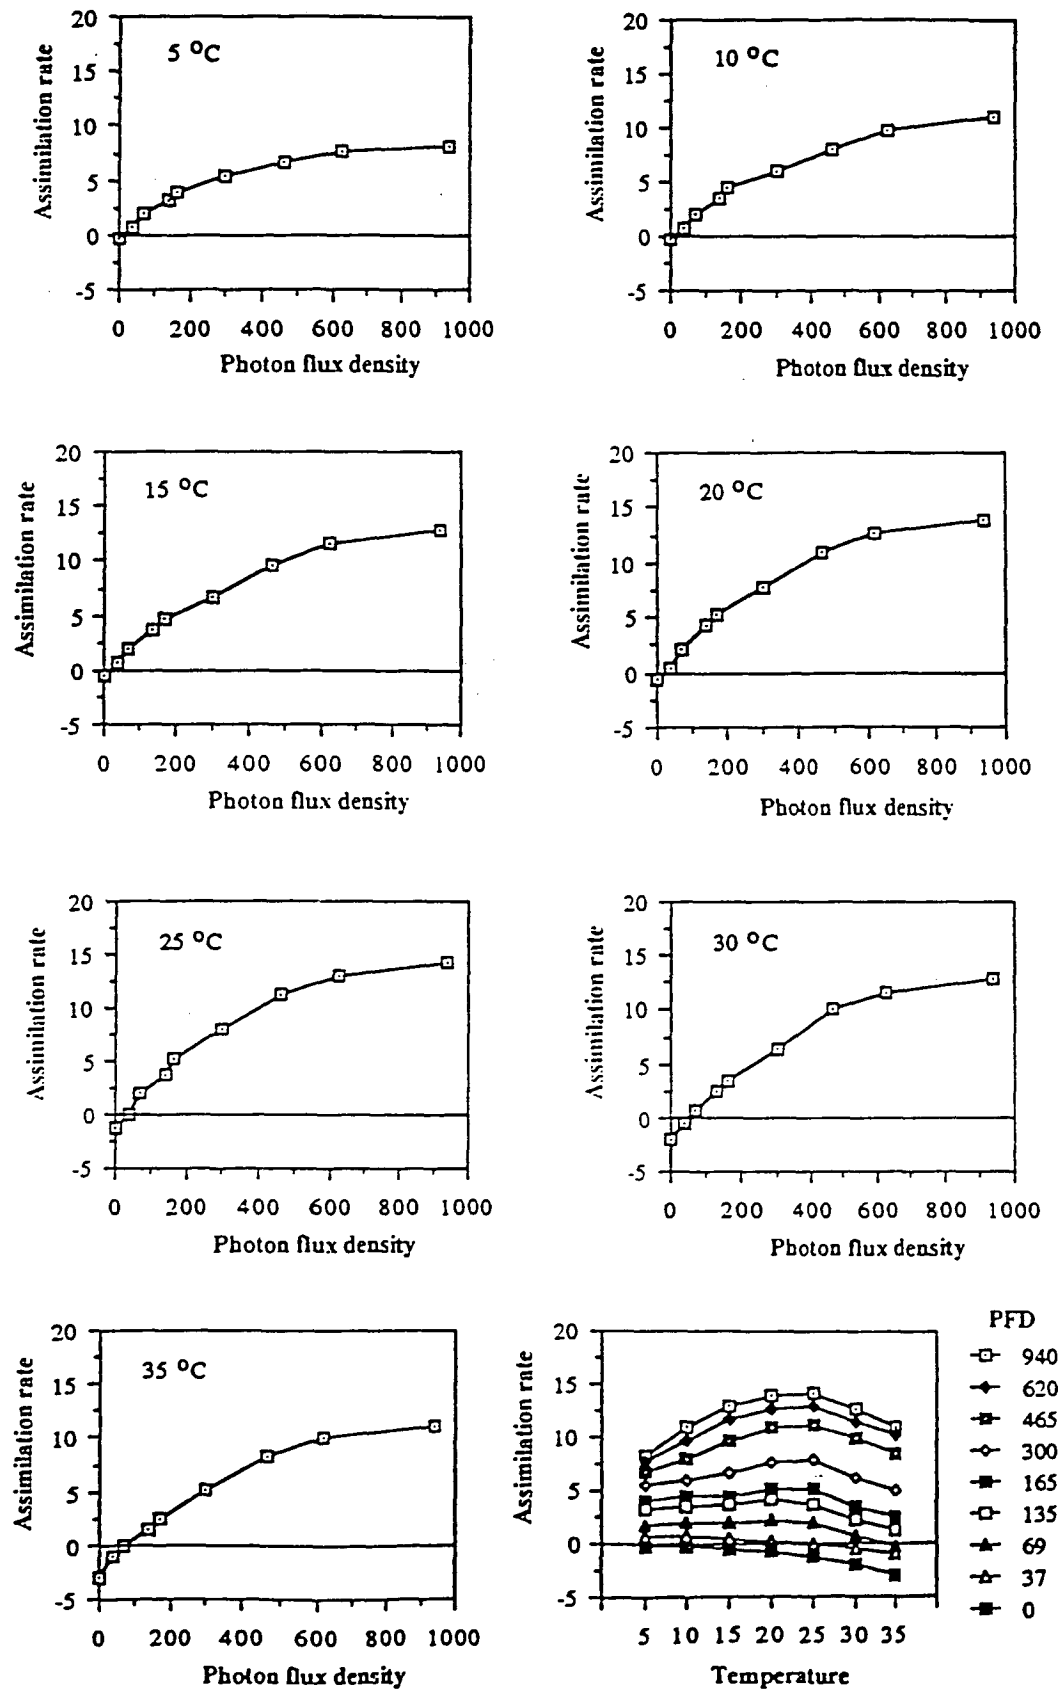 20
15
10
5
0
-5
5 °C
Assimilation rate
0 200 400 600 800 1000
Photon flux density
20
15
10
5
0
-5
10 °C
Assimilation rate
0 200 400 600 800 1000
Photon flux density
20
15
10
5
0
-5
15 °C
Assimilation rate
0 200 400 600 800 1000
Photon flux density
20
15
10
5
0
-5
20 °C
Assimilation rate
0 200 400 600 800 1000
Photon flux density
20
15
10
5
0
-5
25 °C
Assimilation rate
0 200 400 600 800 1000
Photon flux density
20
15
10
5
0
-5
30 °C
Assimilation rate
0 200 400 600 800 1000
Photon flux density
20
15
10
5
0
-5
35 °C
Assimilation rate
0 200 400 600 800 1000
Photon flux density
20
15
10
5
0
-5
Assimilation rate
5 10 15 20 25 30 35
Temperature
PFD
940
620
465
300
165
135
69
37
0